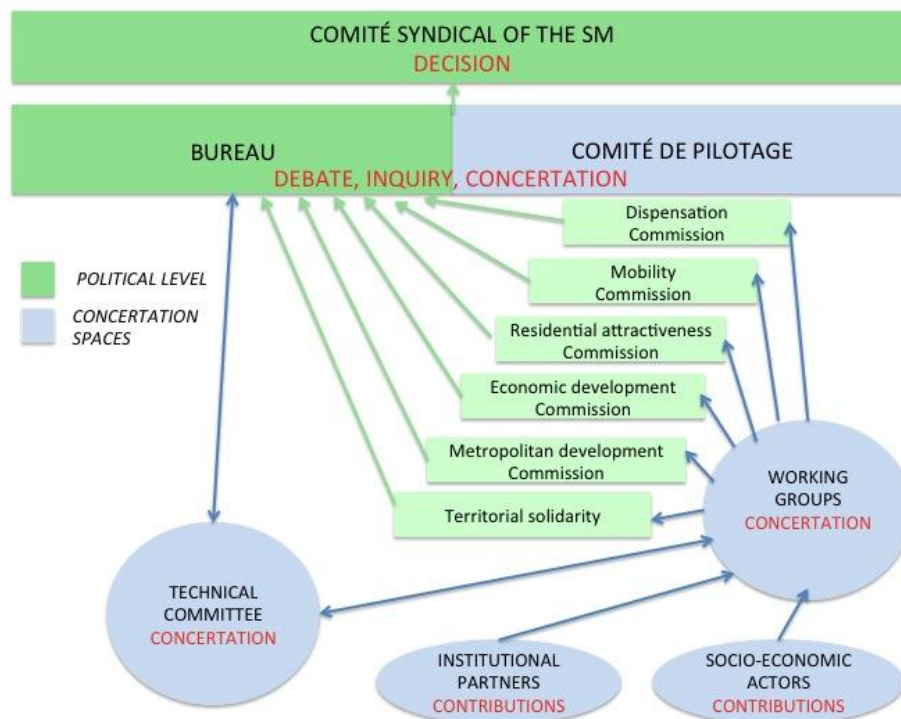 COMITÉ SYNDICAL OF THE SM
DECISION
BUREAU
COMITÉ DE PILOTAGE
DEBATE, INQUIRY, CONCERTATION
POLITICAL LEVEL
CONCERTATION
SPACES
Dispensation
Commission
Mobility
Commission
Residential attractiveness
Commission
Economic development
Commission
Metropolitan development
Commission
Territorial solidarity
WORKING
GROUPS
CONCERTATION
TECHNICAL
COMMITTEE
CONCERTATION
INSTITUTIONAL
PARTNERS
CONTRIBUTIONS
SOCIO-ECONOMIC
ACTORS
CONTRIBUTIONS